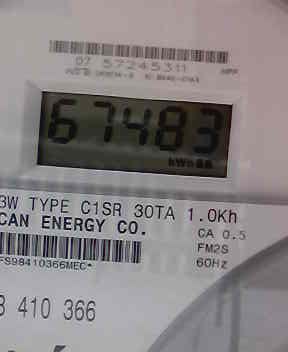 07 57245311
67483
kWh
3W TYPE C1SR 30TA 1.0Kh
CAN ENERGY CO.
CA 0.5
FM2S
60Hz
FS98410366MEC*
3 410 366